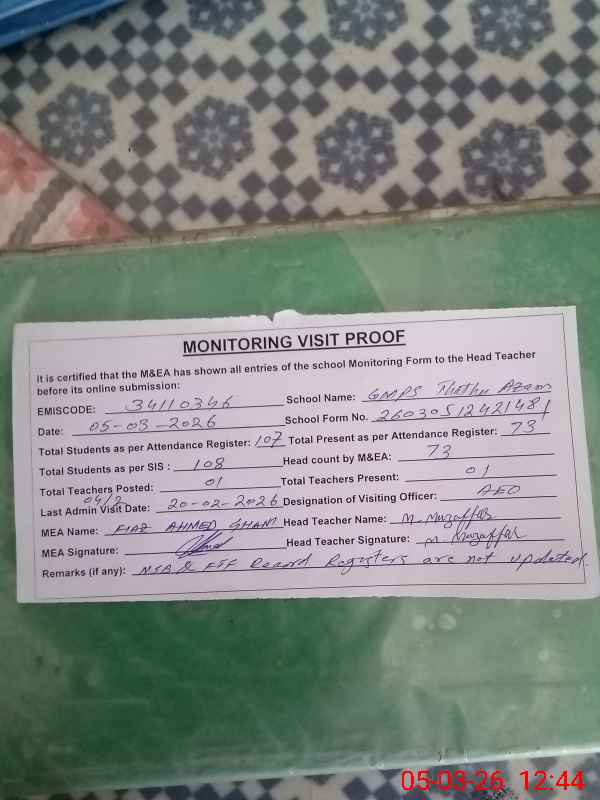 MONITORING VISIT PROOF
It is certified that the M&EA has shown all entries of the school Monitoring Form to the Head Teacher
before its online submission:
EMISCODE: 34110346 School Name: GMPS Thothu Azam
Date: 05-03-2026 School Form No. 26030512421481
Total Students as per Attendance Register: 107 Total Present as per Attendance Register: 73
Total Students as per SIS : 108 Head count by M&EA: 73
Total Teachers Posted: 01 Total Teachers Present: 01
04/2
Last Admin Visit Date: 20-02-2026 Designation of Visiting Officer: AEO
MEA Name: FIAZ AHMED GHANI Head Teacher Name: M. Muzaffar
MEA Signature: Head Teacher Signature: M. Muzaffar
Remarks (if any): NSB & FTF Record Registers are not updated.
05-03-26 12:44